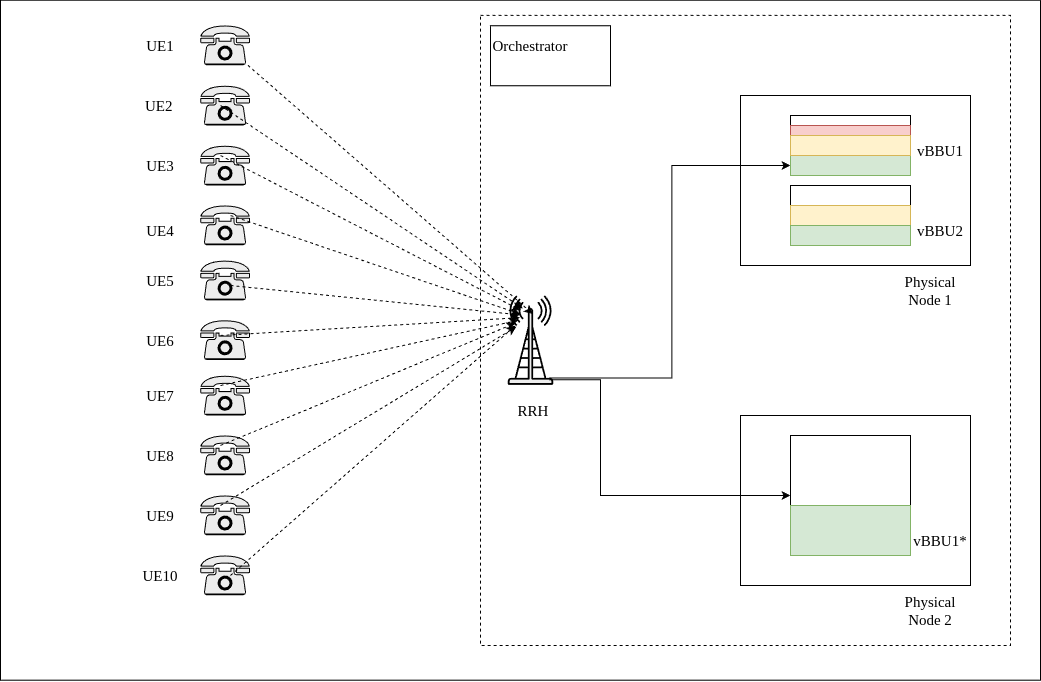 UE1
UE2
UE3
UE4
UE5
UE6
UE7
UE8
UE9
UE10
Orchestrator
RRH
vBBU1
vBBU2
Physical
Node 1
vBBU1*
Physical
Node 2